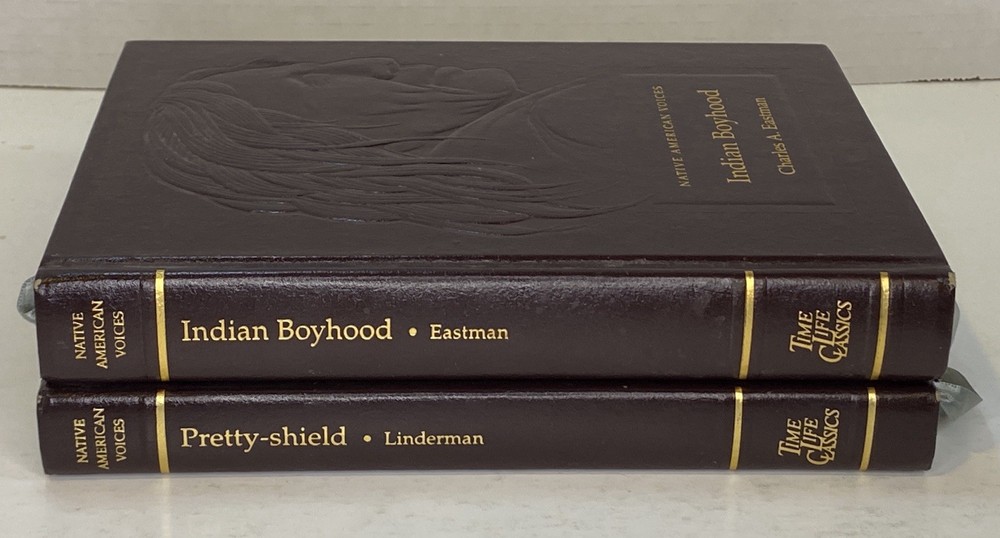 NATIVE AMERICAN VOICES
Indian Boyhood
Charles A. Eastman
NATIVE
AMERICAN
VOICES
Indian Boyhood • Eastman
TIME
LIFE
CLASSICS
NATIVE
AMERICAN
VOICES
Pretty-shield • Linderman
TIME
LIFE
CLASSICS